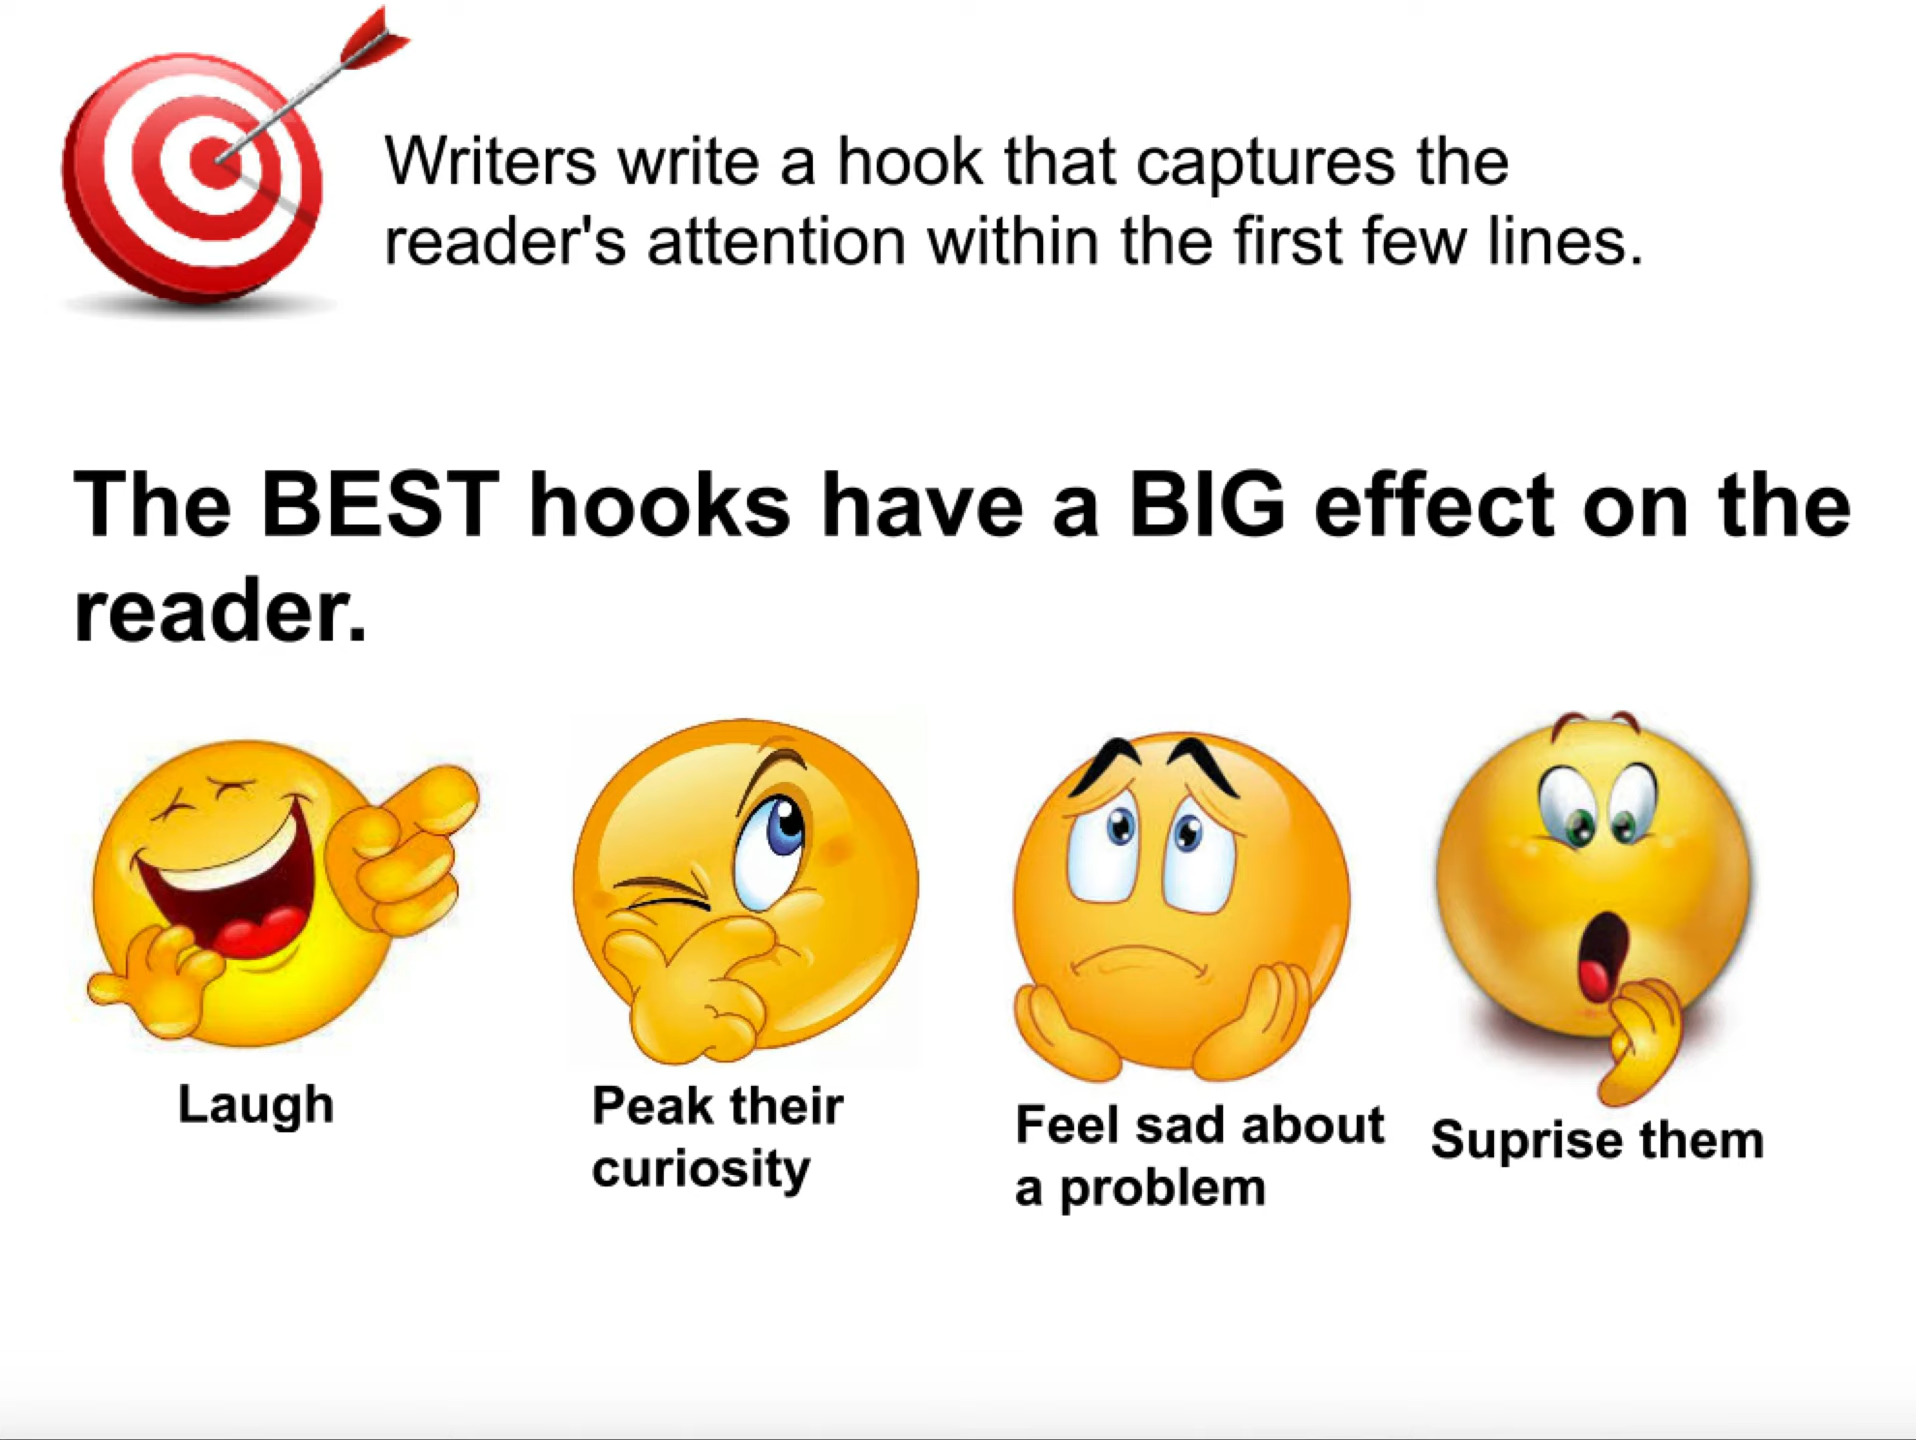 Writers write a hook that captures the
reader's attention within the first few lines.
The BEST hooks have a BIG effect on the
reader.
Laugh
Peak their
curiosity
Feel sad about
a problem
Suprise them